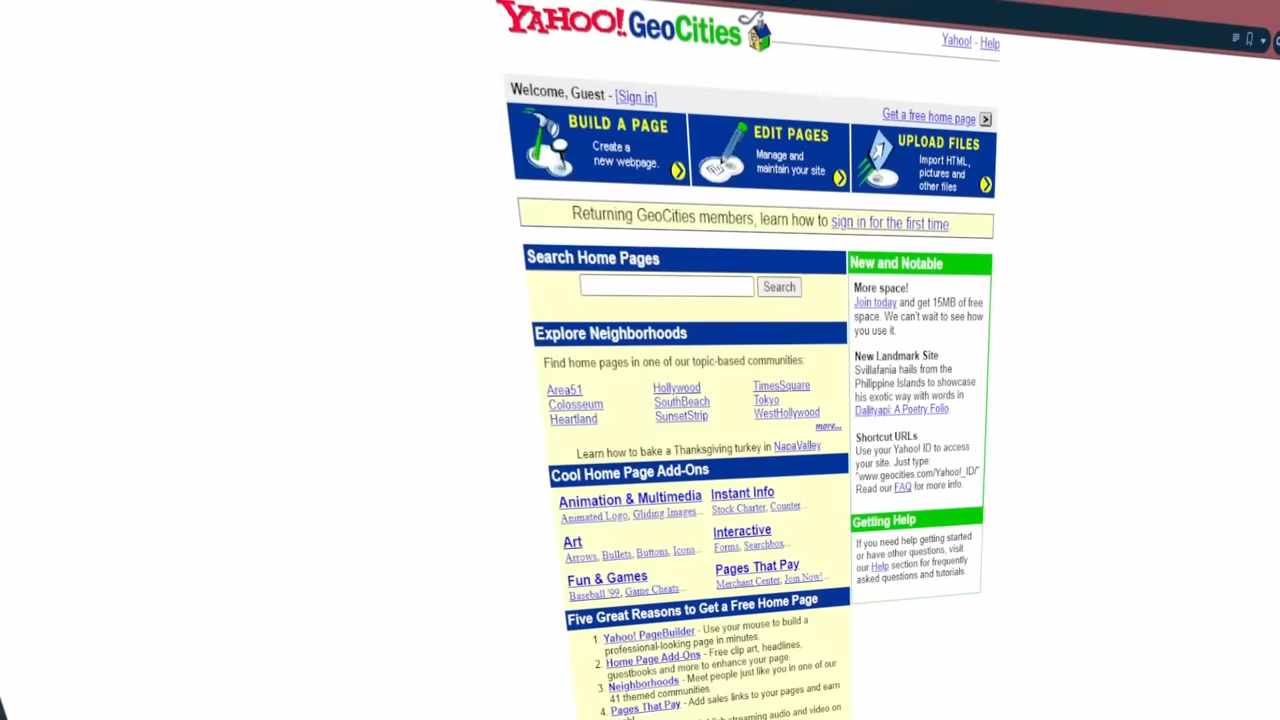 YAHOO! GeoCities
Yahoo! - Help
Welcome, Guest - [Sign in]
Get a free home page
BUILD A PAGE
Create a
new webpage.
EDIT PAGES
Manage and
maintain your site
UPLOAD FILES
Import HTML,
pictures and
other files
Returning GeoCities members, learn how to sign in for the first time.
Search Home Pages
Search
Explore Neighborhoods
Find home pages in one of our topic-based communities:
Area51 Hollywood TimesSquare
Colosseum SouthBeach Tokyo
Heartland SunsetStrip WestHollywood
more...
Learn how to bake a Thanksgiving turkey in NapaValley
Cool Home Page Add-Ons
Animation & Multimedia
Animated Logo, Gliding Images...
Instant Info
Stock Charter, Counter...
Art
Arrows, Bullets, Buttons, Icons...
Interactive
Forms, Searchbox...
Fun & Games
Baseball '99, Game Cheats...
Pages That Pay
Merchant Center, Join Now!...
Five Great Reasons to Get a Free Home Page
1. Yahoo! PageBuilder - Use your mouse to build a
professional-looking page in minutes.
2. Home Page Add-Ons - Free clip art, headlines,
guestbooks and more to enhance your page.
3. Neighborhoods - Meet people just like you in one of our
41 themed communities.
4. Pages That Pay - Add sales links to your pages and earn
streaming audio and video on
New and Notable
More space!
Join today and get 15MB of free
space. We can't wait to see how
you use it.
New Landmark Site
Svillafania hails from the
Philippine Islands to showcase
his exotic way with words in
Dalityapi: A Poetry Folio.
Shortcut URLs
Use your Yahoo! ID to access
your site. Just type:
"www.geocities.com/Yahoo!_ID/"
Read our FAQ for more info.
Getting Help
If you need help getting started
or have other questions, visit
our Help section for frequently
asked questions and tutorials.